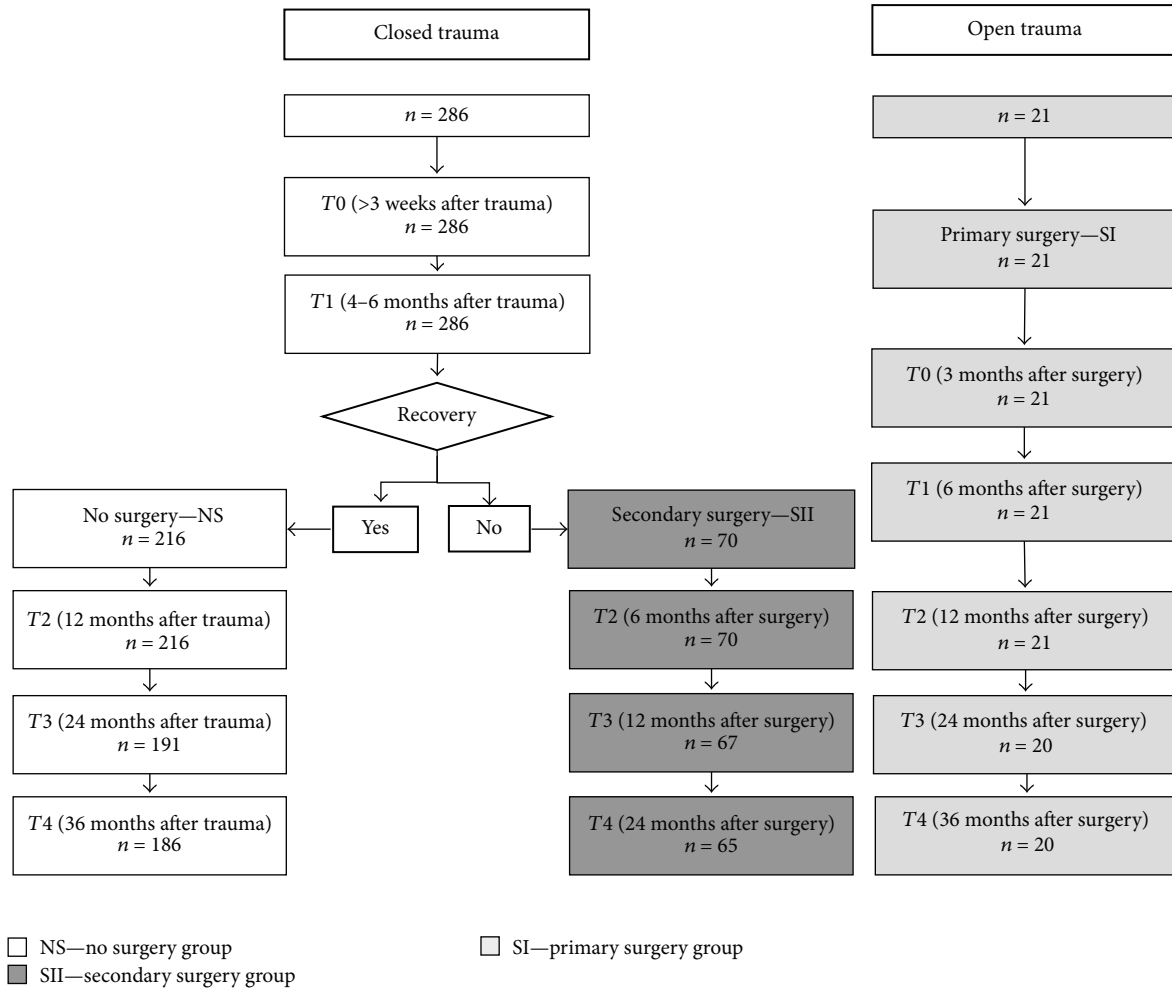 Closed trauma
n = 286
T0 (>3 weeks after trauma)
n = 286
T1 (4–6 months after trauma)
n = 286
Recovery
Yes
No
No surgery—NS
n = 216
T2 (12 months after trauma)
n = 216
T3 (24 months after trauma)
n = 191
T4 (36 months after trauma)
n = 186
Secondary surgery—SII
n = 70
T2 (6 months after surgery)
n = 70
T3 (12 months after surgery)
n = 67
T4 (24 months after surgery)
n = 65
Open trauma
n = 21
Primary surgery—SI
n = 21
T0 (3 months after surgery)
n = 21
T1 (6 months after surgery)
n = 21
T2 (12 months after surgery)
n = 21
T3 (24 months after surgery)
n = 20
T4 (36 months after surgery)
n = 20
NS—no surgery group
SII—secondary surgery group
SI—primary surgery group